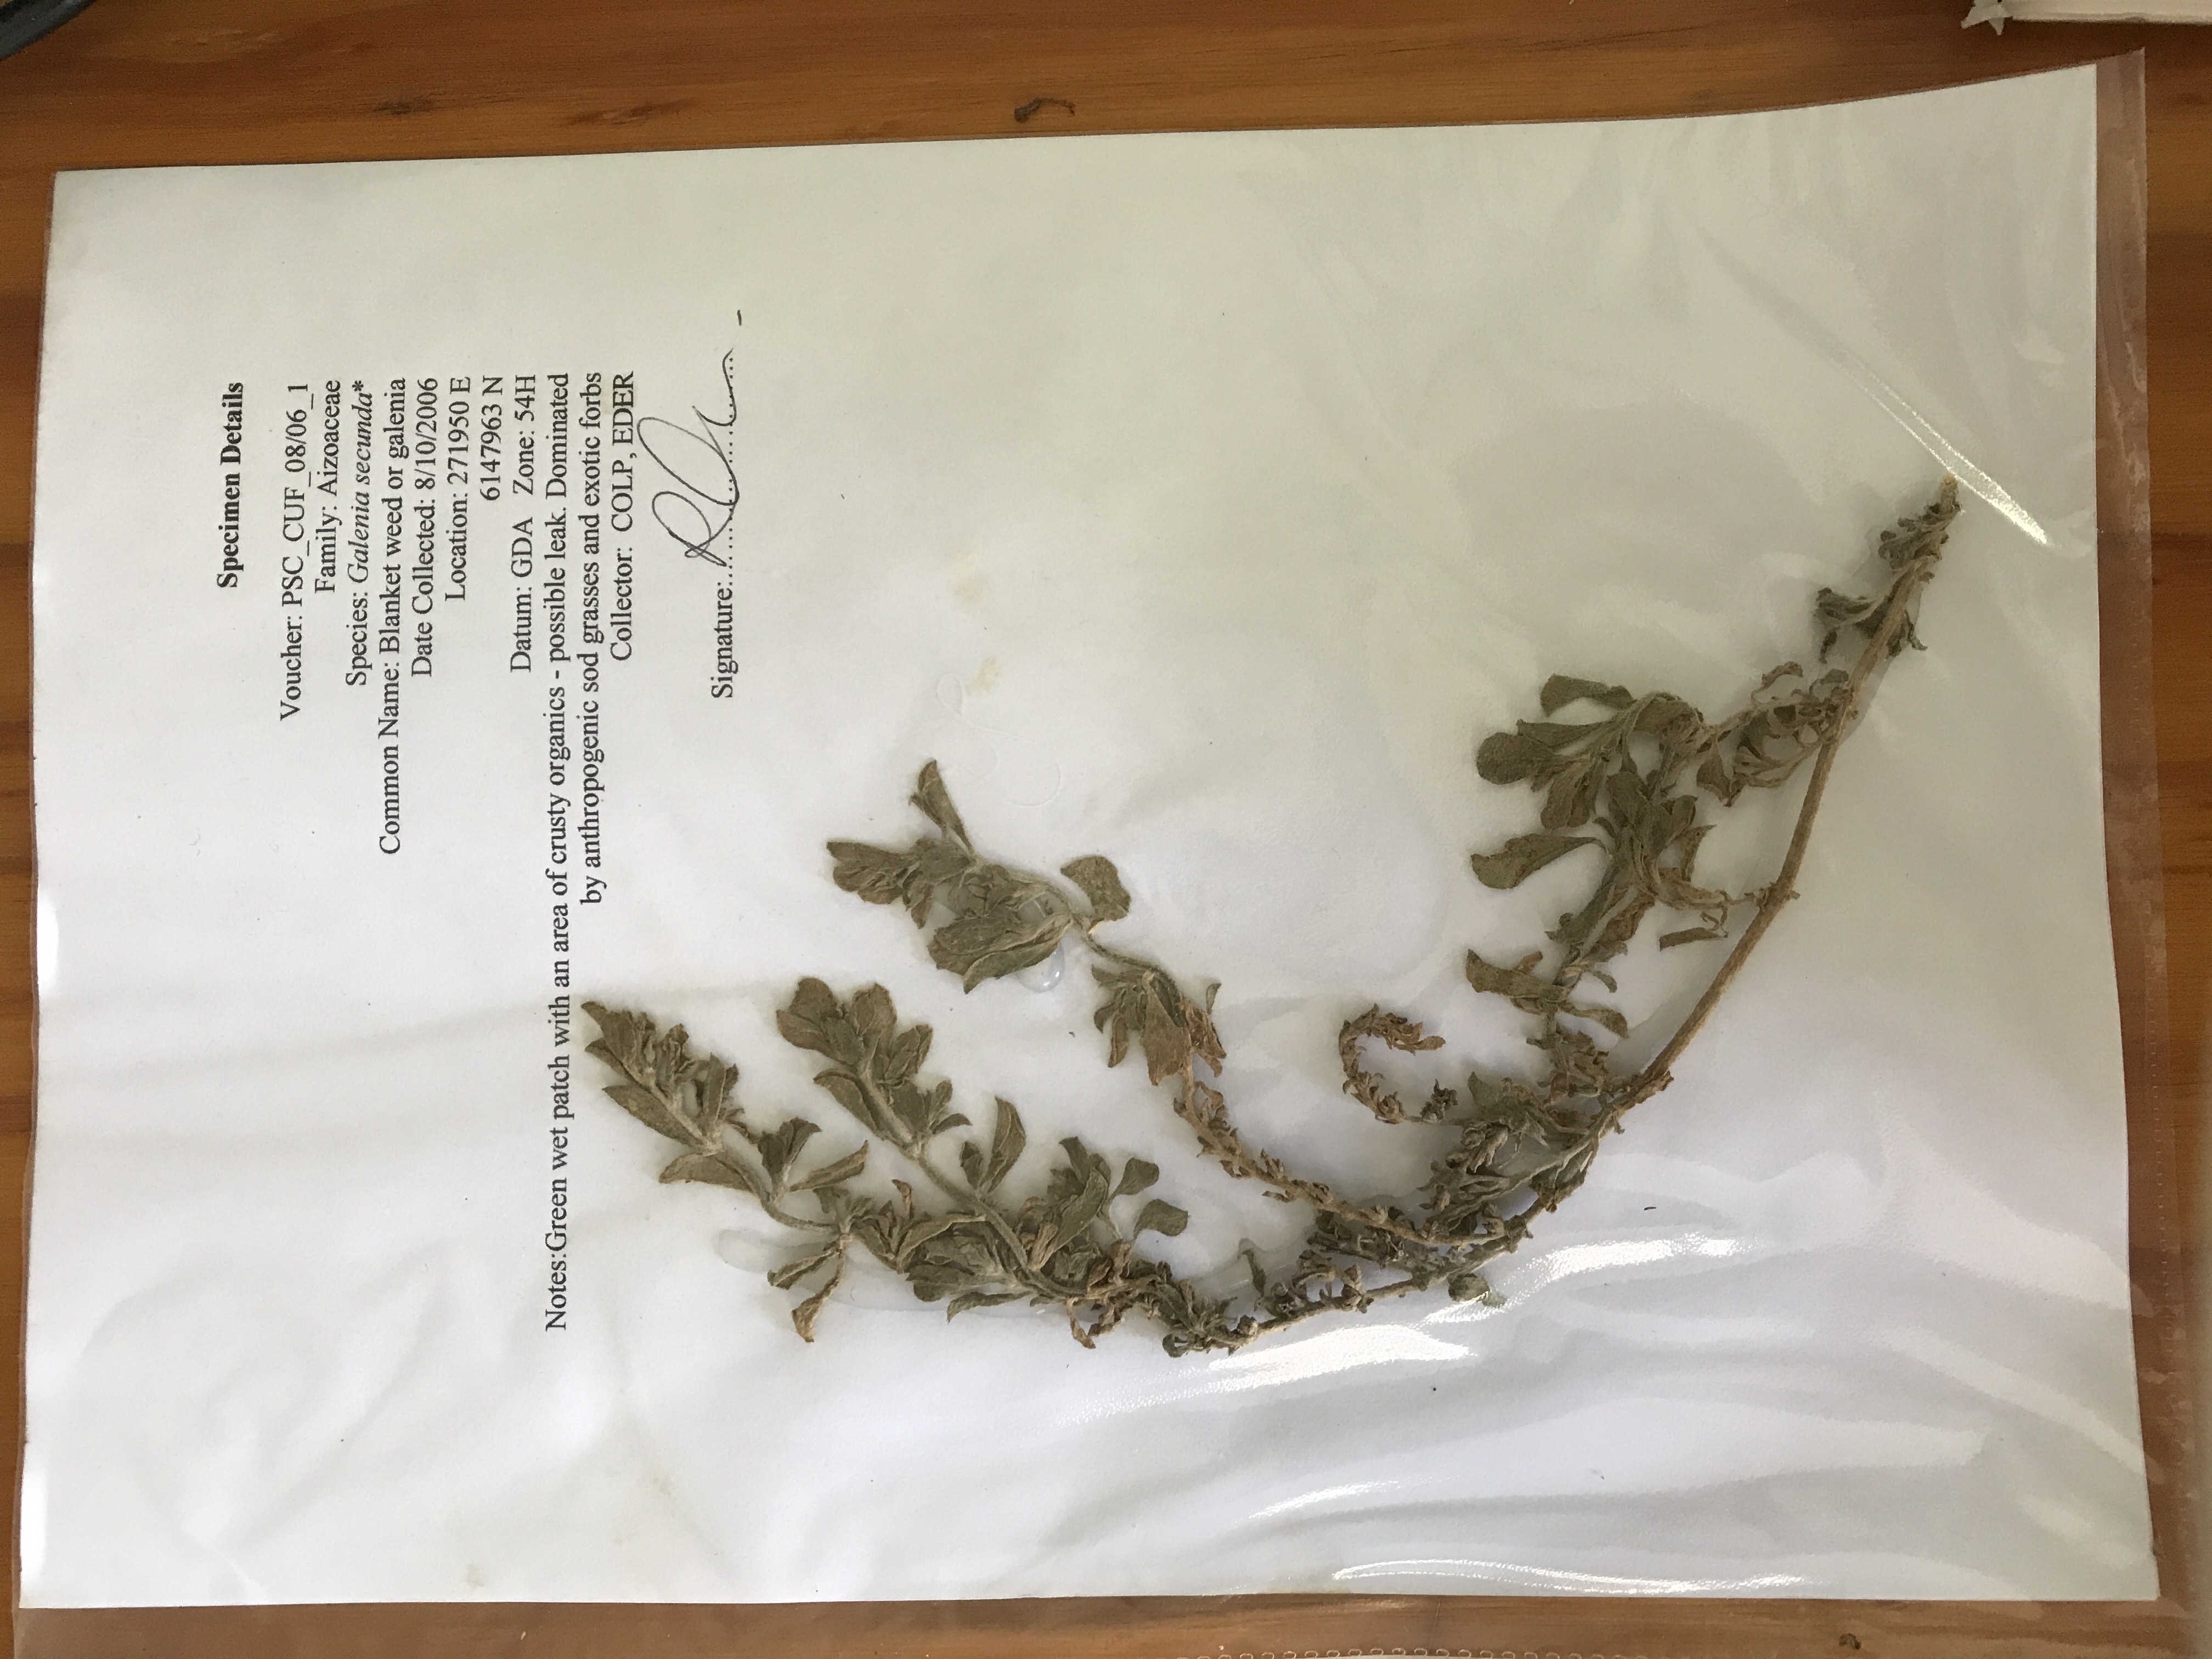 Specimen Details
Voucher: PSC_CUF_08/06_1
Family: Aizoaceae
Species: Galenia secunda*
Common Name: Blanket weed or galenia
Date Collected: 8/10/2006
Location: 271950 E
6147963 N
Datum: GDA Zone: 54H
Notes:Green wet patch with an area of crusty organics - possible leak. Dominated
by anthropogenic sod grasses and exotic forbs
Collector: COLP, EDER
Signature: